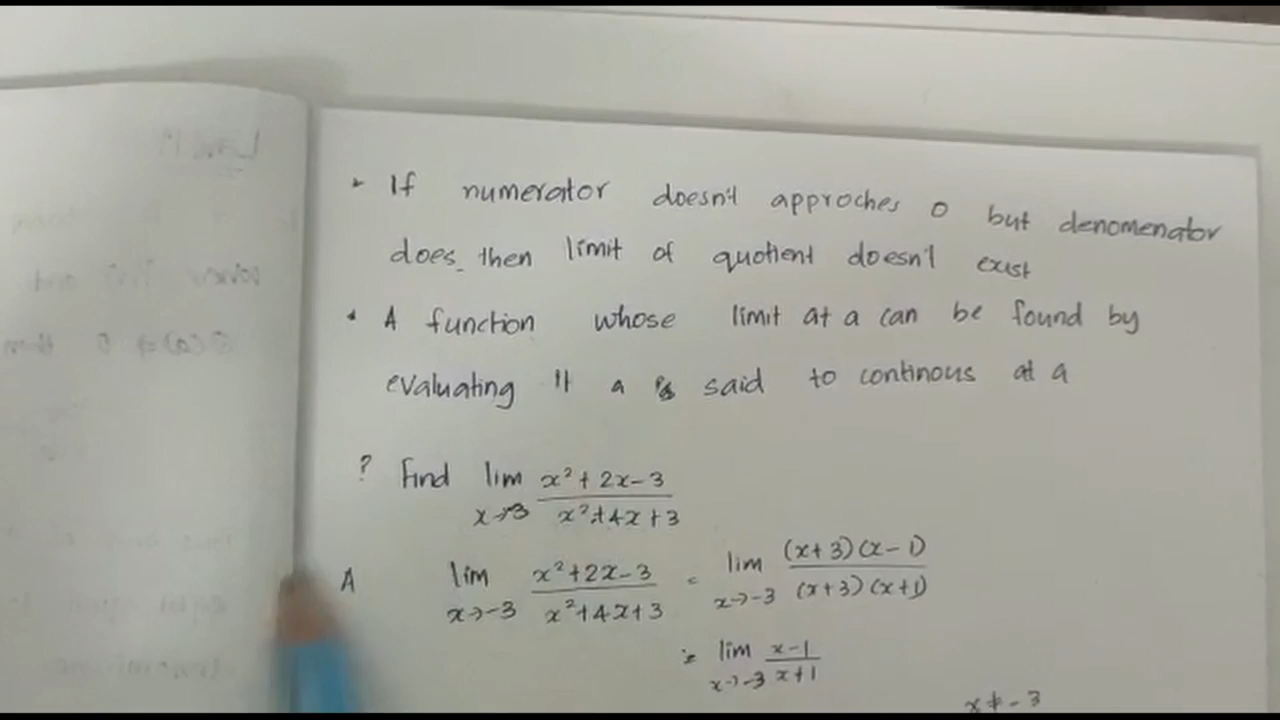 • If numerator doesn't approches 0 but denomenator
does, then limit of quotient doesn't exist
• A function whose limit at a can be found by
evaluating it a is said to continous at a
? Find lim x→-3 (x²+2x-3)/(x²+4x+3)
A lim x→-3 (x²+2x-3)/(x²+4x+3) = lim x→-3 ((x+3)(x-1))/((x+3)(x+1))
= lim x→-3 (x-1)/(x+1)
x≠-3